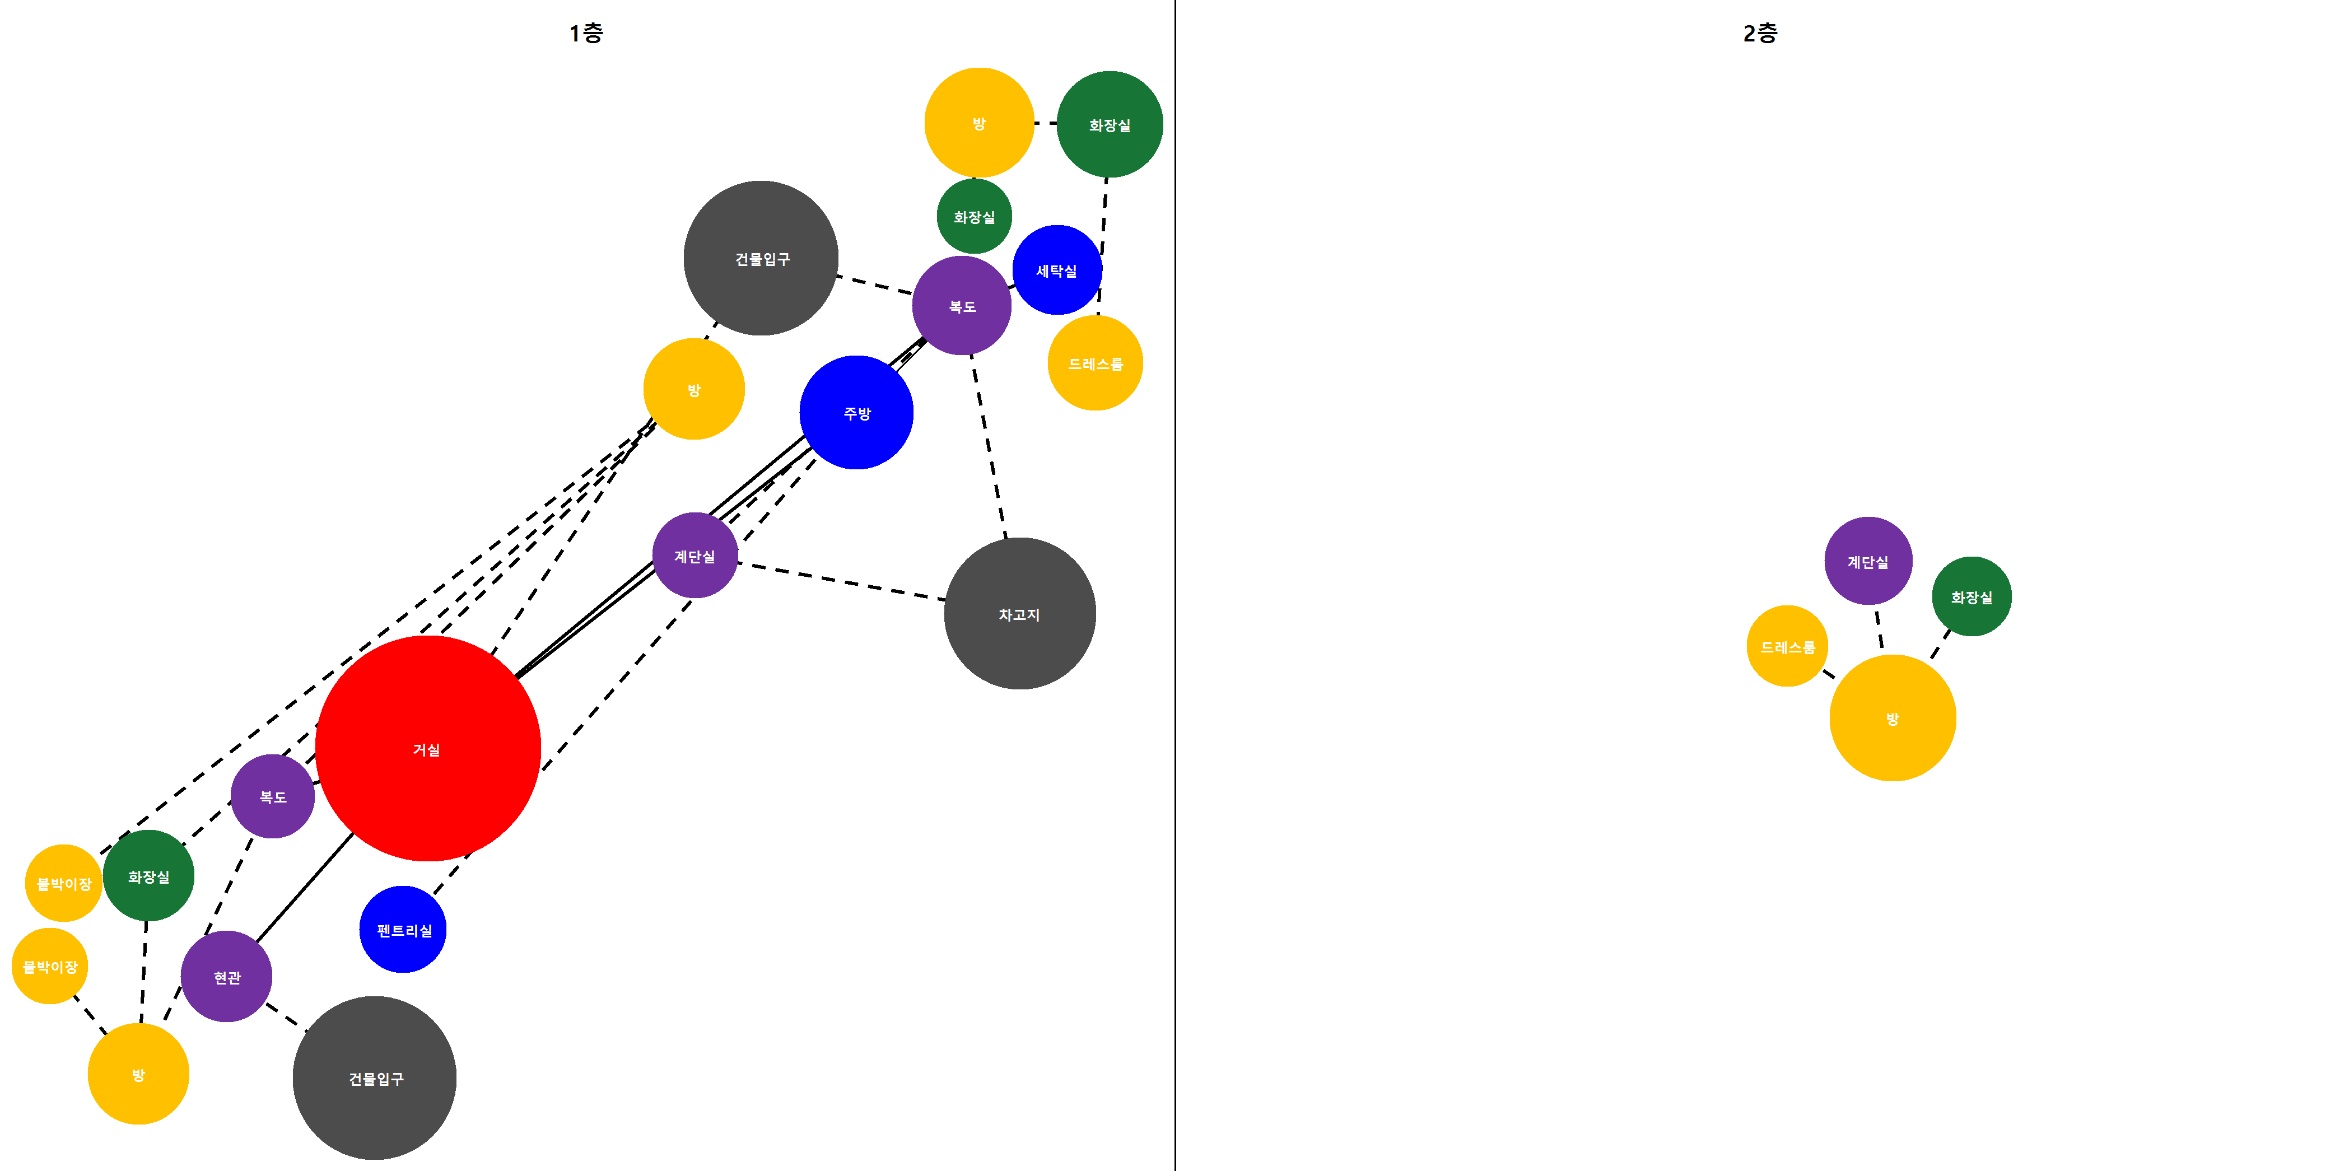 1층
방
화장실
화장실
건물입구
세탁실
복도
드레스룸
방
주방
계단실
차고지
거실
복도
붙박이장
화장실
펜트리실
붙박이장
현관
방
건물입구
2층
계단실
화장실
드레스룸
방